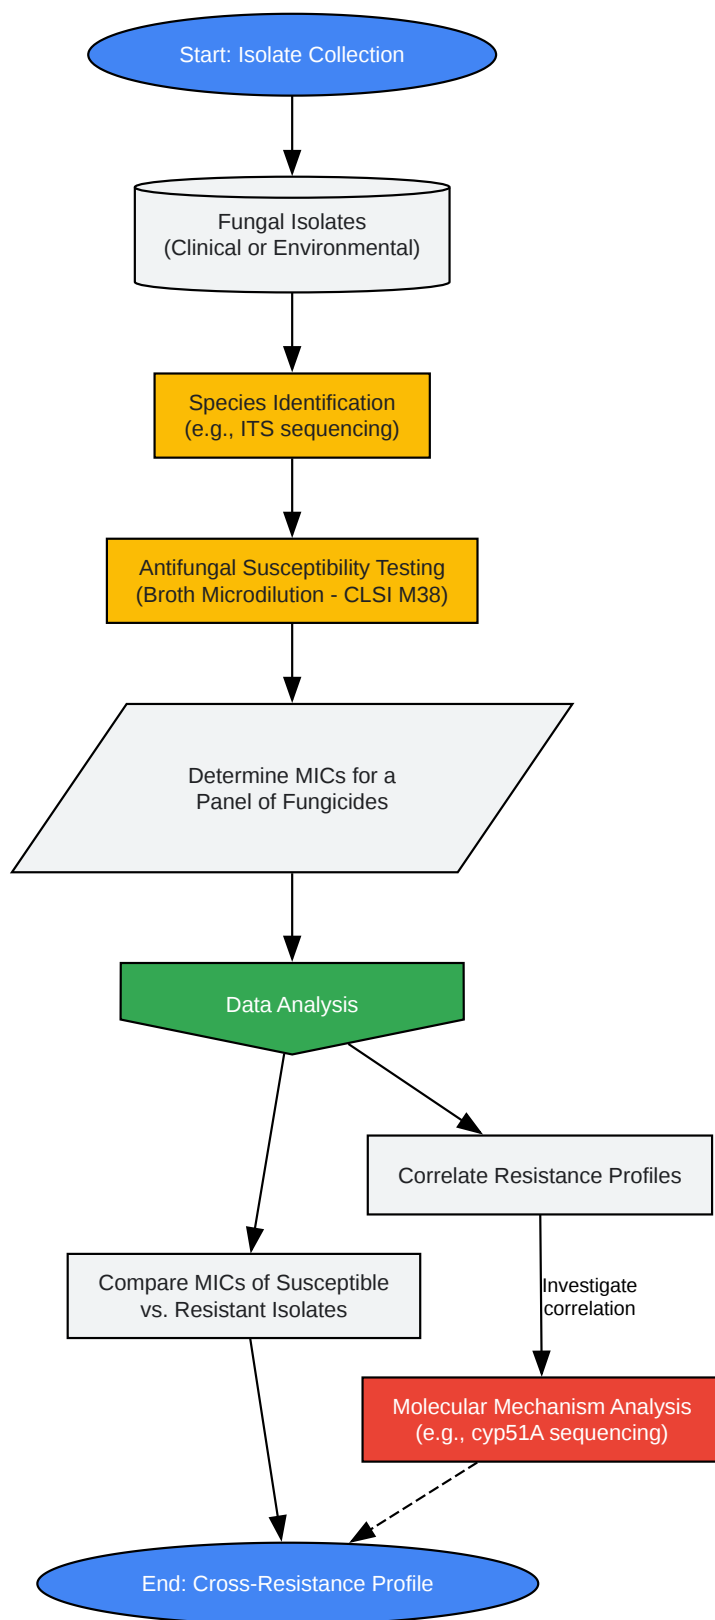 Start: Isolate Collection
Fungal Isolates
(Clinical or Environmental)
Species Identification
(e.g., ITS sequencing)
Antifungal Susceptibility Testing
(Broth Microdilution - CLSI M38)
Determine MICs for a
Panel of Fungicides
Data Analysis
Correlate Resistance Profiles
Compare MICs of Susceptible
vs. Resistant Isolates
Investigate
correlation
Molecular Mechanism Analysis
(e.g., cyp51A sequencing)
End: Cross-Resistance Profile